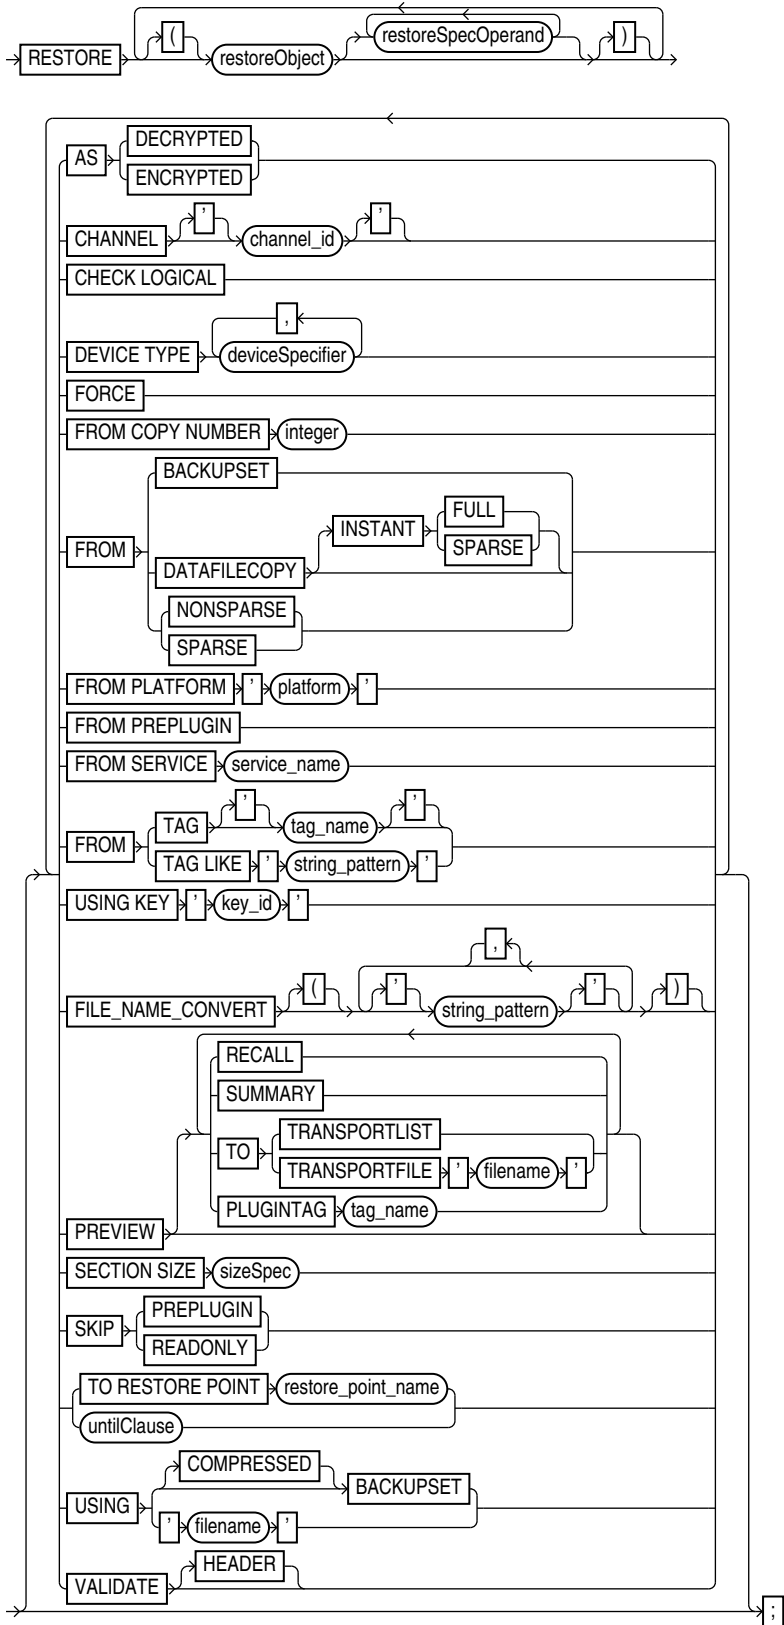 RESTORE ( restoreObject restoreSpecOperand )
AS DECRYPTED
ENCRYPTED
CHANNEL ' channel_id '
CHECK LOGICAL
,
DEVICE TYPE deviceSpecifier
FORCE
FROM COPY NUMBER integer
BACKUPSET
FROM DATAFILECOPY INSTANT FULL
SPARSE
NONSPARSE
SPARSE
FROM PLATFORM ' platform '
FROM PREPLUGIN
FROM SERVICE service_name
FROM TAG ' tag_name '
TAG LIKE ' string_pattern '
USING KEY ' key_id '
,
FILE_NAME_CONVERT ( ' string_pattern ' )
RECALL
SUMMARY
TO TRANSPORTLIST
TRANSPORTFILE ' filename '
PLUGINTAG tag_name
PREVIEW
SECTION SIZE sizeSpec
SKIP PREPLUGIN
READONLY
TO RESTORE POINT restore_point_name
untilClause
USING COMPRESSED BACKUPSET
' filename '
VALIDATE HEADER
;